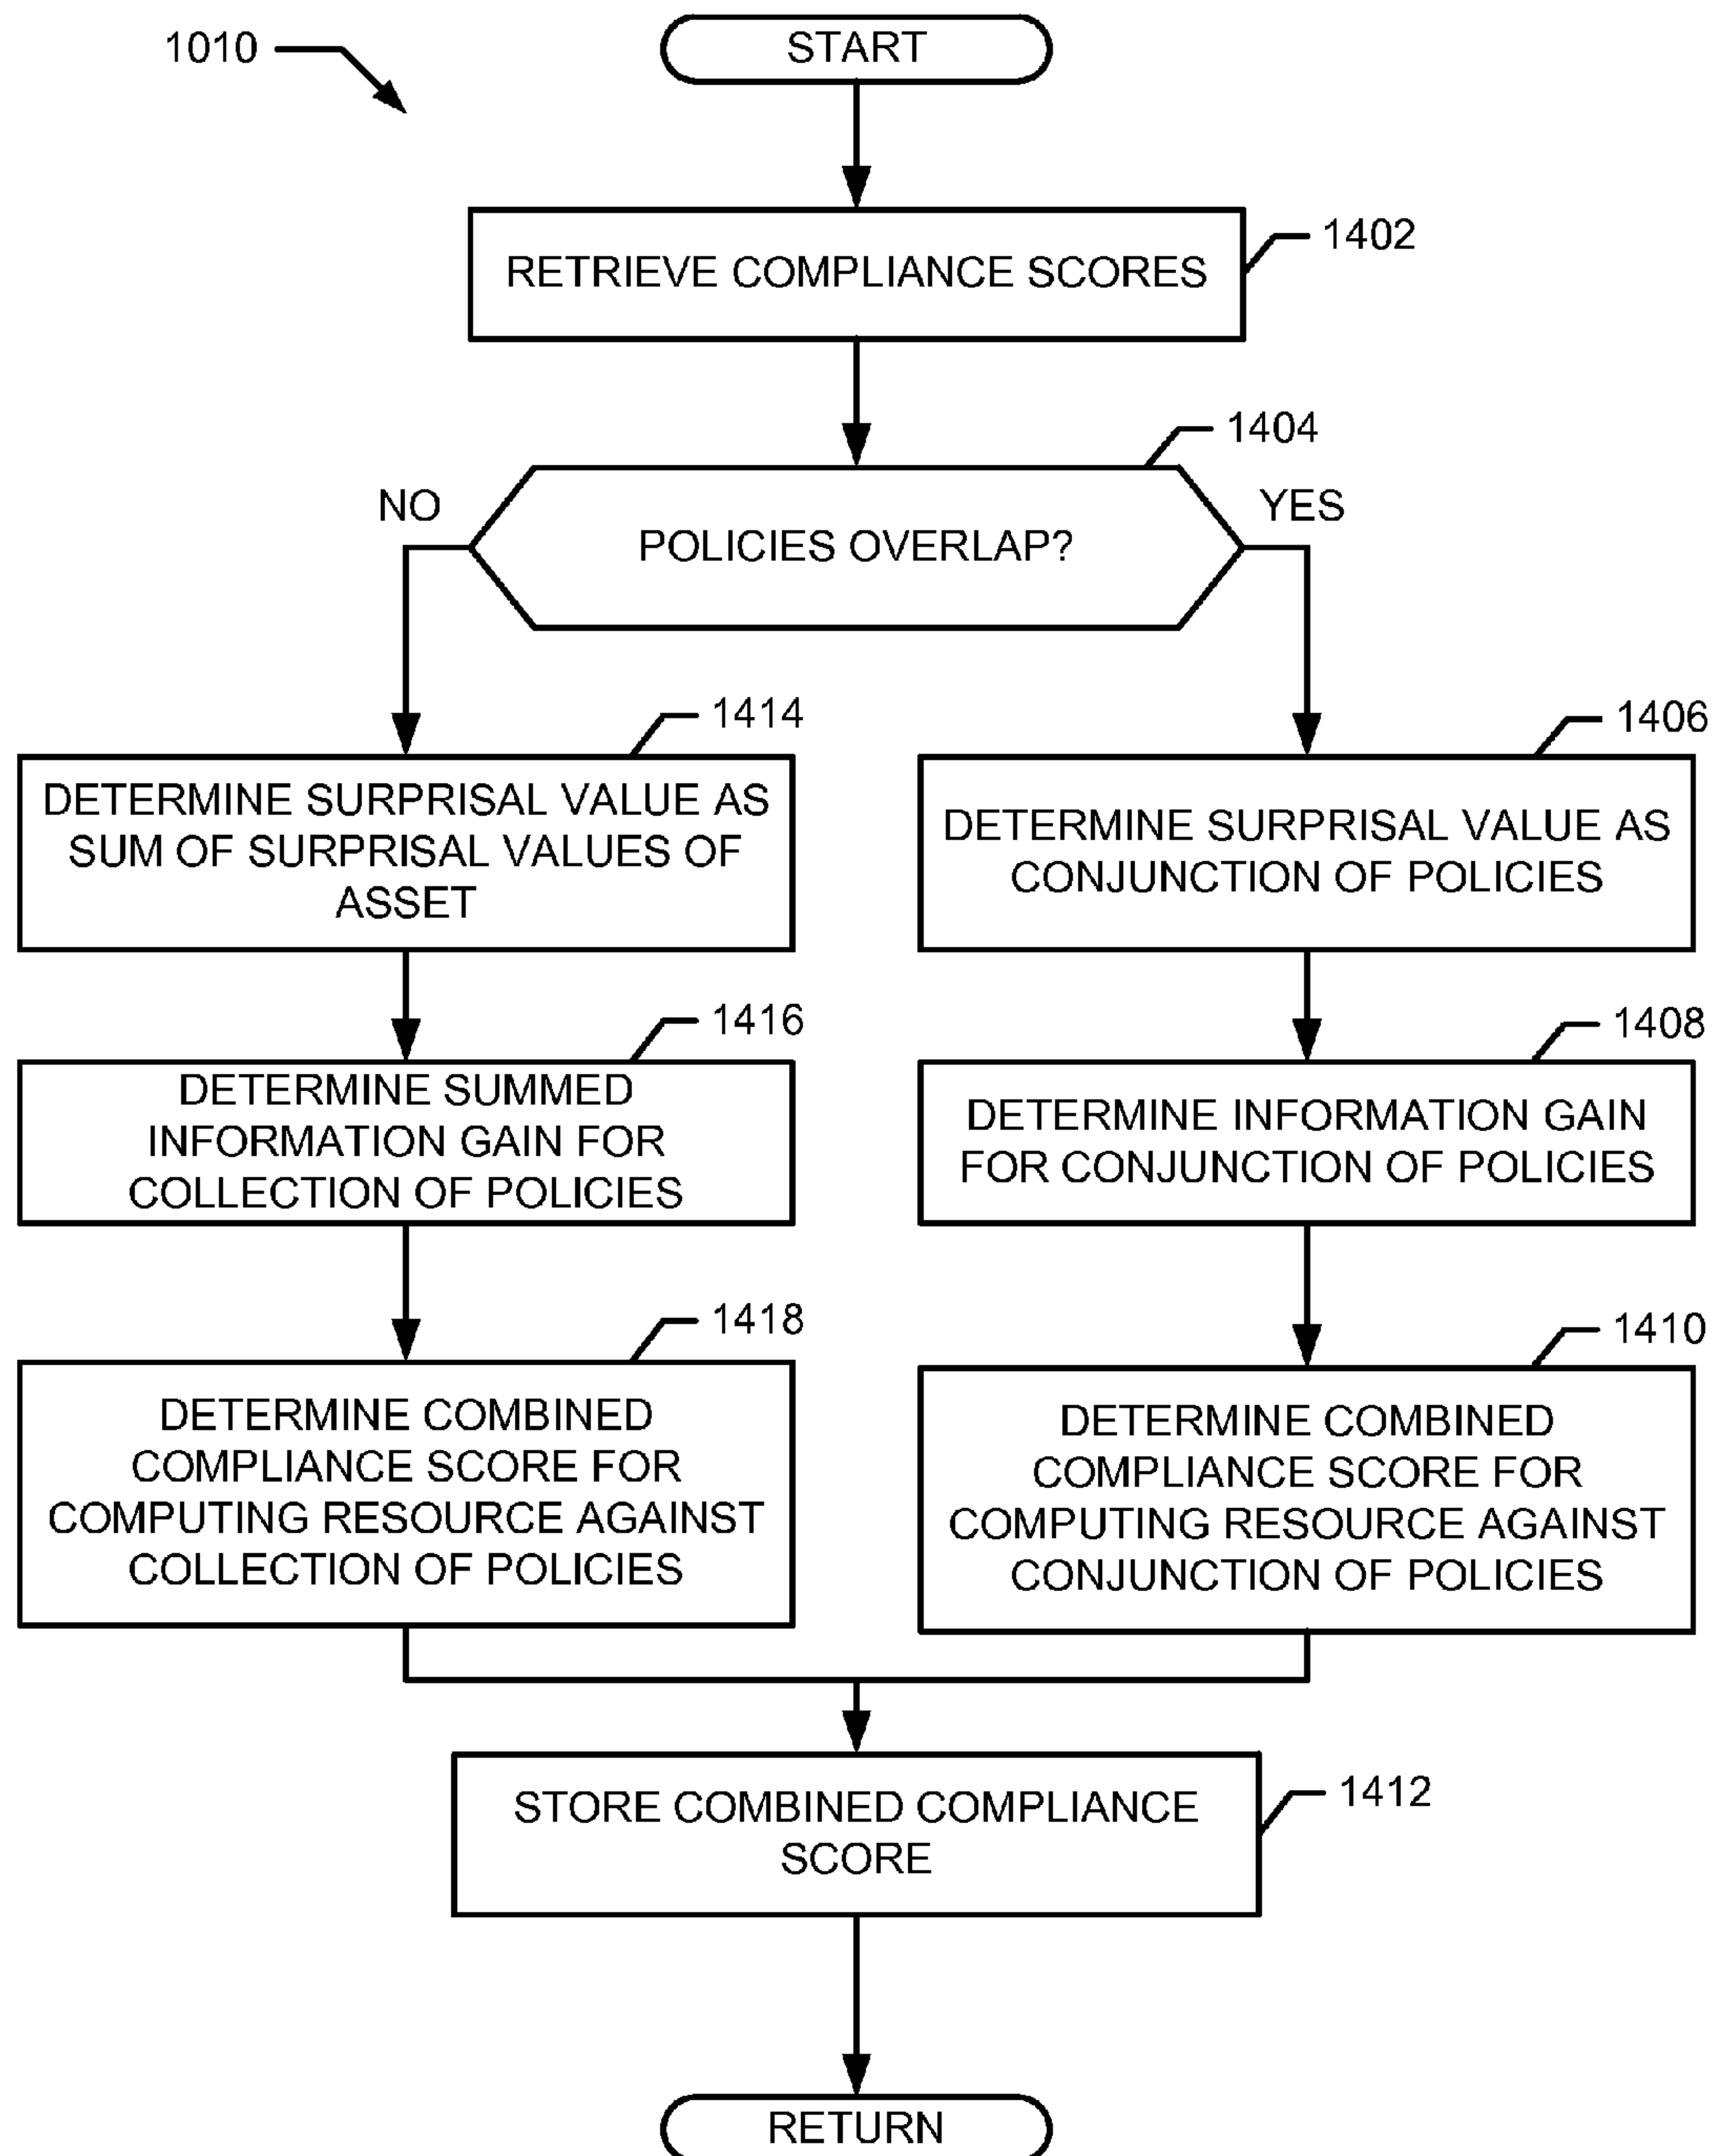 1010
START
RETRIEVE COMPLIANCE SCORES
1402
1404
NO
POLICIES OVERLAP?
YES
1414
DETERMINE SURPRISAL VALUE AS
SUM OF SURPRISAL VALUES OF
ASSET
1406
DETERMINE SURPRISAL VALUE AS
CONJUNCTION OF POLICIES
1416
DETERMINE SUMMED
INFORMATION GAIN FOR
COLLECTION OF POLICIES
1408
DETERMINE INFORMATION GAIN
FOR CONJUNCTION OF POLICIES
1418
DETERMINE COMBINED
COMPLIANCE SCORE FOR
COMPUTING RESOURCE AGAINST
COLLECTION OF POLICIES
1410
DETERMINE COMBINED
COMPLIANCE SCORE FOR
COMPUTING RESOURCE AGAINST
CONJUNCTION OF POLICIES
STORE COMBINED COMPLIANCE
SCORE
1412
RETURN